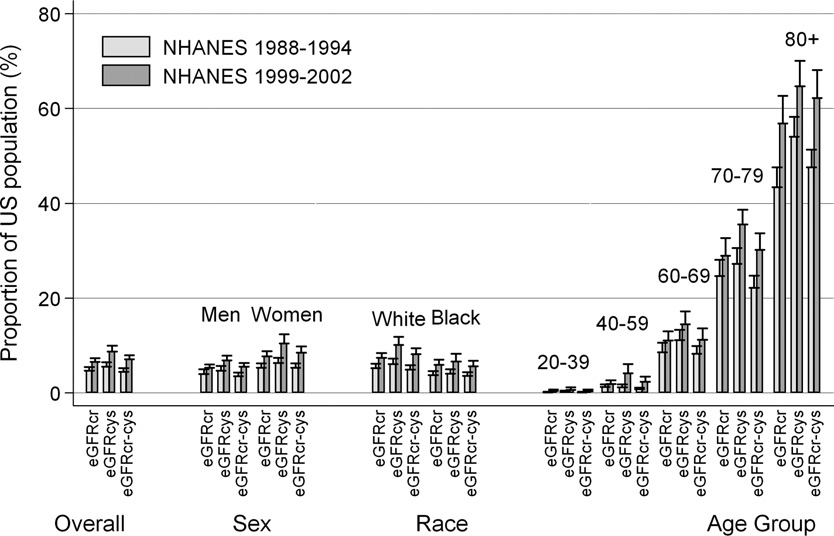 80
60
40
20
0
Proportion of US population (%)
NHANES 1988-1994
NHANES 1999-2002
Men
Women
White
Black
20-39
40-59
60-69
70-79
80+
eGFRcr
eGFRcys
eGFRcr-cys
eGFRcr
eGFRcys
eGFRcr-cys
eGFRcr
eGFRcys
eGFRcr-cys
eGFRcr
eGFRcys
eGFRcr-cys
eGFRcr
eGFRcys
eGFRcr-cys
eGFRcr
eGFRcys
eGFRcr-cys
eGFRcr
eGFRcys
eGFRcr-cys
eGFRcr
eGFRcys
eGFRcr-cys
eGFRcr
eGFRcys
eGFRcr-cys
eGFRcr
eGFRcys
eGFRcr-cys
Overall
Sex
Race
Age Group